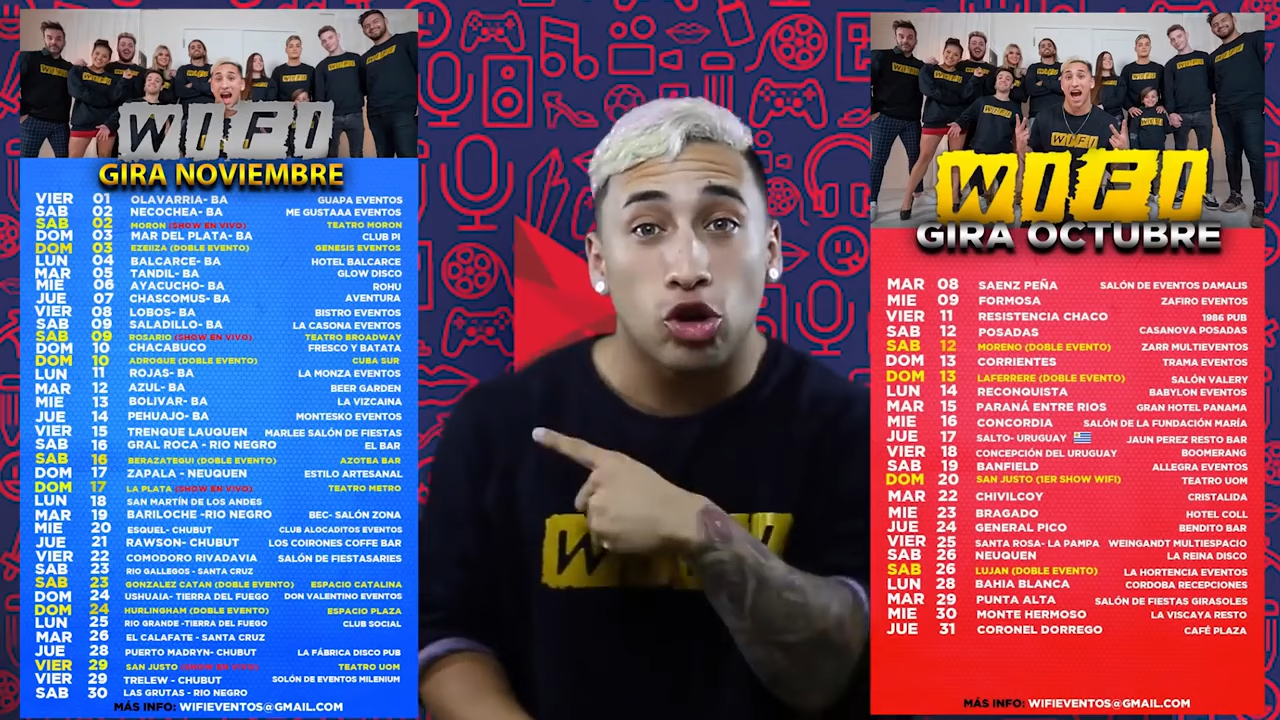 WIFI
GIRA NOVIEMBRE
VIER 01 OLAVARRIA- BA GUAPA EVENTOS
SAB 02 NECOCHEA- BA ME GUSTAAA EVENTOS
SAB 02 MORON (SHOW EN VIVO) TEATRO MORON
DOM 03 MAR DEL PLATA- BA CLUB PI
DOM 03 EZEIIZA (DOBLE EVENTO) GENESIS EVENTOS
LUN 04 BALCARCE- BA HOTEL BALCARCE
MAR 05 TANDIL- BA GLOW DISCO
MIE 06 AYACUCHO- BA ROHU
JUE 07 CHASCOMUS- BA AVENTURA
VIER 08 LOBOS- BA BISTRO EVENTOS
SAB 09 SALADILLO- BA LA CASONA EVENTOS
SAB 09 ROSARIO (SHOW EN VIVO) TEATRO BROADWAY
DOM 10 CHACABUCO FRESCO Y BATATA
DOM 10 ADROGUE (DOBLE EVENTO) CUBA SUR
LUN 11 ROJAS- BA LA MONZA EVENTOS
MAR 12 AZUL- BA BEER GARDEN
MIE 13 BOLIVAR- BA LA VIZCAINA
JUE 14 PEHUAJO- BA MONTESKO EVENTOS
VIER 15 TRENQUE LAUQUEN MARLEE SALÓN DE FIESTAS
SAB 16 GRAL ROCA - RIO NEGRO EL BAR
SAB 16 BERAZATEGUI (DOBLE EVENTO) AZOTEA BAR
DOM 17 ZAPALA - NEUQUEN ESTILO ARTESANAL
DOM 17 LA PLATA (SHOW EN VIVO) TEATRO METRO
LUN 18 SAN MARTÍN DE LOS ANDES
MAR 19 BARILOCHE -RIO NEGRO BEC- SALÓN ZONA
MIE 20 ESQUEL- CHUBUT CLUB ALOCADITOS EVENTOS
JUE 21 RAWSON- CHUBUT LOS COIRONES COFFE BAR
VIER 22 COMODORO RIVADAVIA SALÓN DE FIESTASARIES
SAB 23 RIO GALLEGOS - SANTA CRUZ
SAB 23 GONZALEZ CATAN (DOBLE EVENTO) ESPACIO CATALINA
DOM 24 USHUAIA- TIERRA DEL FUEGO DON VALENTINO EVENTOS
DOM 24 HURLINGHAM (DOBLE EVENTO) ESPACIO PLAZA
LUN 25 RIO GRANDE -TIERRA DEL FUEGO CLUB SOCIAL
MAR 26 EL CALAFATE - SANTA CRUZ
JUE 28 PUERTO MADRYN- CHUBUT LA FÁBRICA DISCO PUB
VIER 29 SAN JUSTO (SHOW EN VIVO) TEATRO UOM
VIER 29 TRELEW - CHUBUT SOLÓN DE EVENTOS MILENIUM
SAB 30 LAS GRUTAS - RIO NEGRO
MÁS INFO: WIFIEVENTOS@GMAIL.COM
WIFI
WIFI
GIRA OCTUBRE
MAR 08 SAENZ PEÑA SALÓN DE EVENTOS DAMALIS
MIE 09 FORMOSA ZAFIRO EVENTOS
VIER 11 RESISTENCIA CHACO 1986 PUB
SAB 12 POSADAS CASANOVA POSADAS
SAB 12 MORENO (DOBLE EVENTO) ZARR MULTIEVENTOS
DOM 13 CORRIENTES TRAMA EVENTOS
DOM 13 LAFERRERE (DOBLE EVENTO) SALÓN VALERY
LUN 14 RECONQUISTA BABYLON EVENTOS
MAR 15 PARANÁ ENTRE RIOS GRAN HOTEL PANAMA
MIE 16 CONCORDIA SALÓN DE LA FUNDACIÓN MARÍA
JUE 17 SALTO- URUGUAY JAUN PEREZ RESTO BAR
VIER 18 CONCEPCIÓN DEL URUGUAY BOOMERANG
SAB 19 BANFIELD ALLEGRA EVENTOS
DOM 20 SAN JUSTO (1ER SHOW WIFI) TEATRO UOM
MAR 22 CHIVILCOY CRISTALIDA
MIE 23 BRAGADO HOTEL COLL
JUE 24 GENERAL PICO BENDITO BAR
VIER 25 SANTA ROSA- LA PAMPA WEINGANDT MULTIESPACIO
SAB 26 NEUQUEN LA REINA DISCO
SAB 26 LUJAN (DOBLE EVENTO) LA HORTENCIA EVENTOS
LUN 28 BAHIA BLANCA CORDOBA RECEPCIONES
MAR 29 PUNTA ALTA SALÓN DE FIESTAS GIRASOLES
MIE 30 MONTE HERMOSO LA VISCAYA RESTO
JUE 31 CORONEL DORREGO CAFÉ PLAZA
MÁS INFO: WIFIEVENTOS@GMAIL.COM